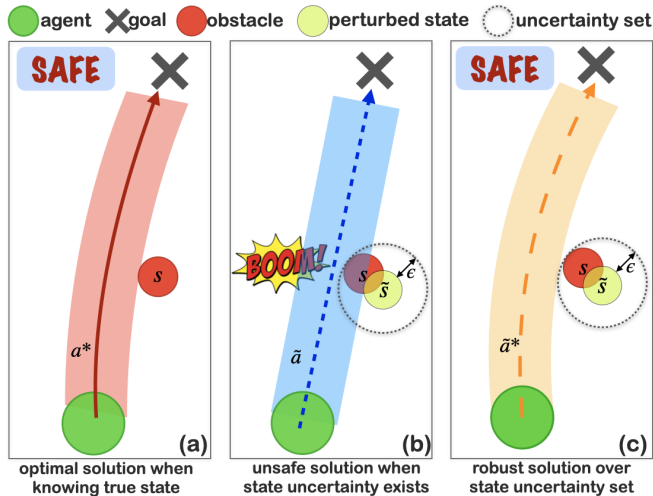 agent goal obstacle perturbed state uncertainty set
SAFE
s
a*
(a)
optimal solution when
knowing true state
BOOM!
s
s̃
ϵ
ã
(b)
unsafe solution when
state uncertainty exists
SAFE
s
s̃
ϵ
ã*
(c)
robust solution over
state uncertainty set